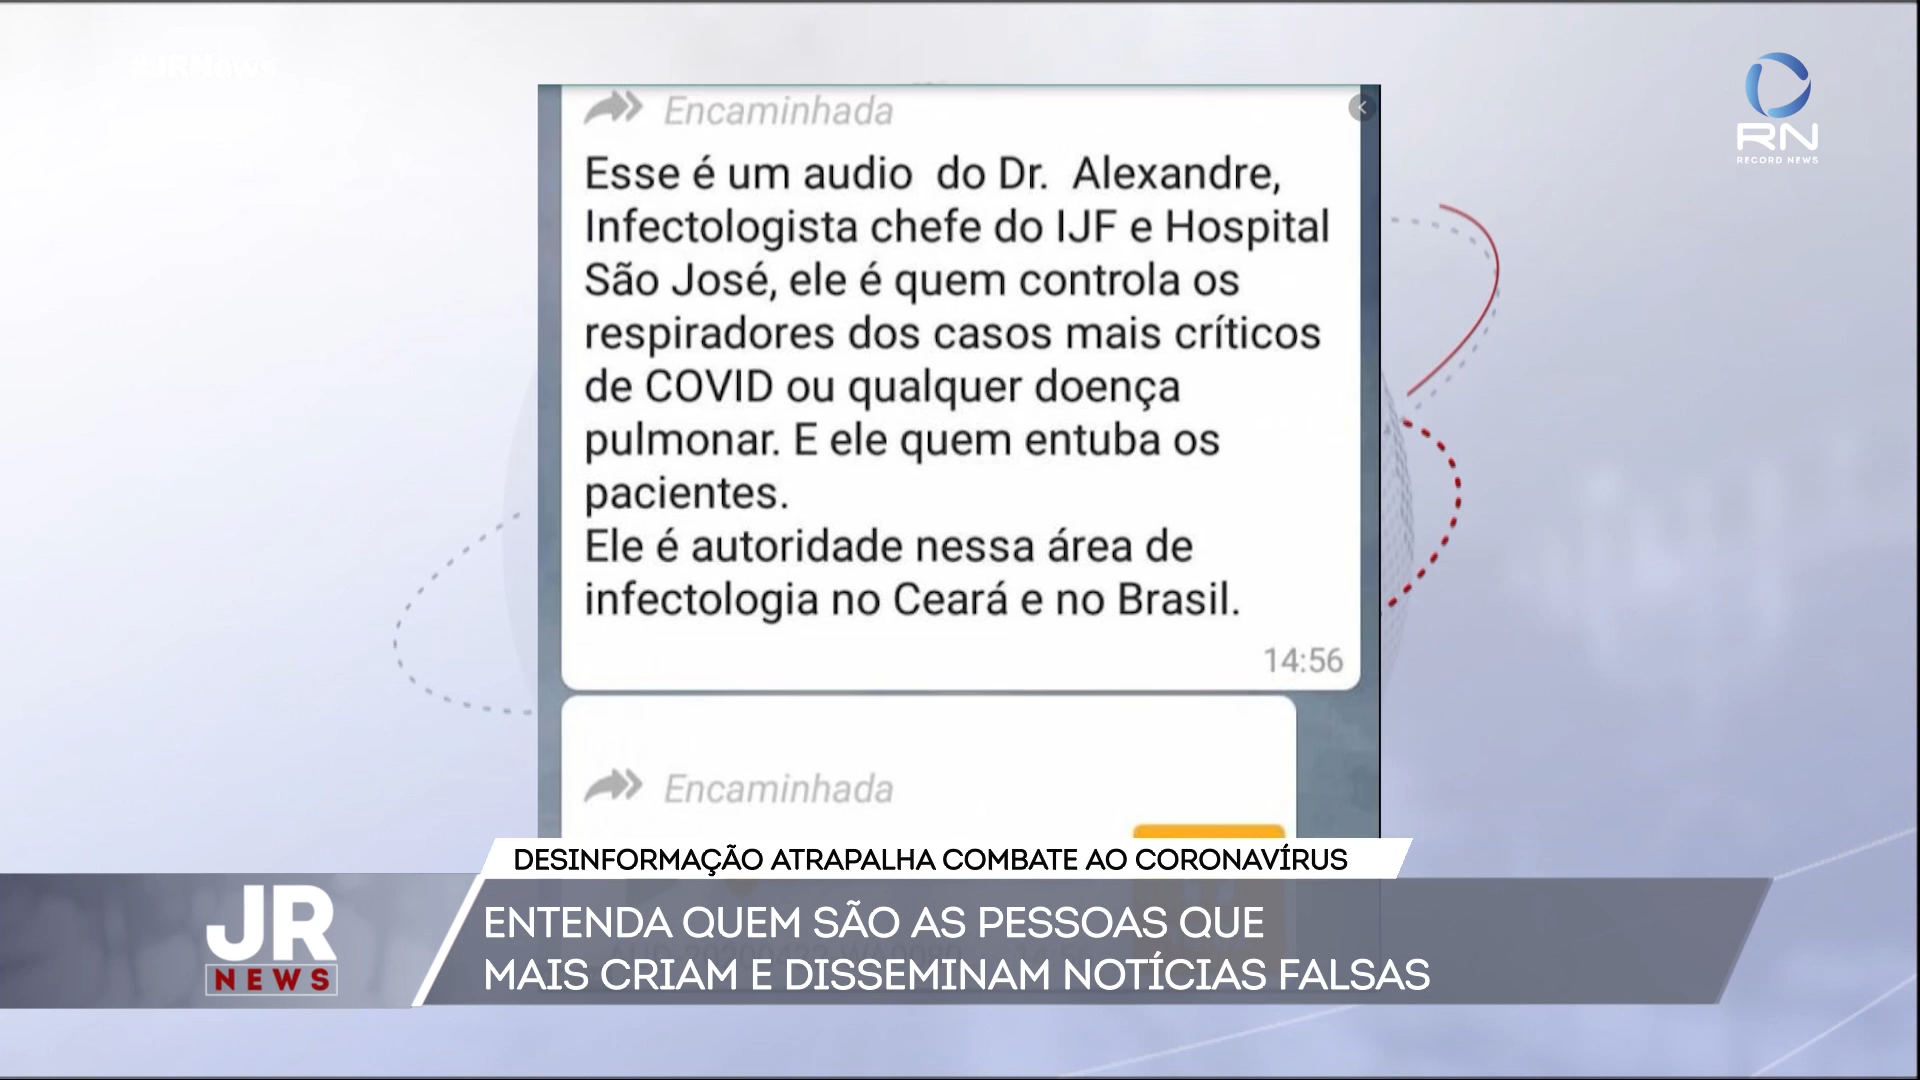 #JRNews
RN
RECORD NEWS
Encaminhada
Esse é um audio do Dr. Alexandre,
Infectologista chefe do IJF e Hospital
São José, ele é quem controla os
respiradores dos casos mais críticos
de COVID ou qualquer doença
pulmonar. E ele quem entuba os
pacientes.
Ele é autoridade nessa área de
infectologia no Ceará e no Brasil.
14:56
Encaminhada
DESINFORMAÇÃO ATRAPALHA COMBATE AO CORONAVÍRUS
JR
NEWS
ENTENDA QUEM SÃO AS PESSOAS QUE
MAIS CRIAM E DISSEMINAM NOTÍCIAS FALSAS